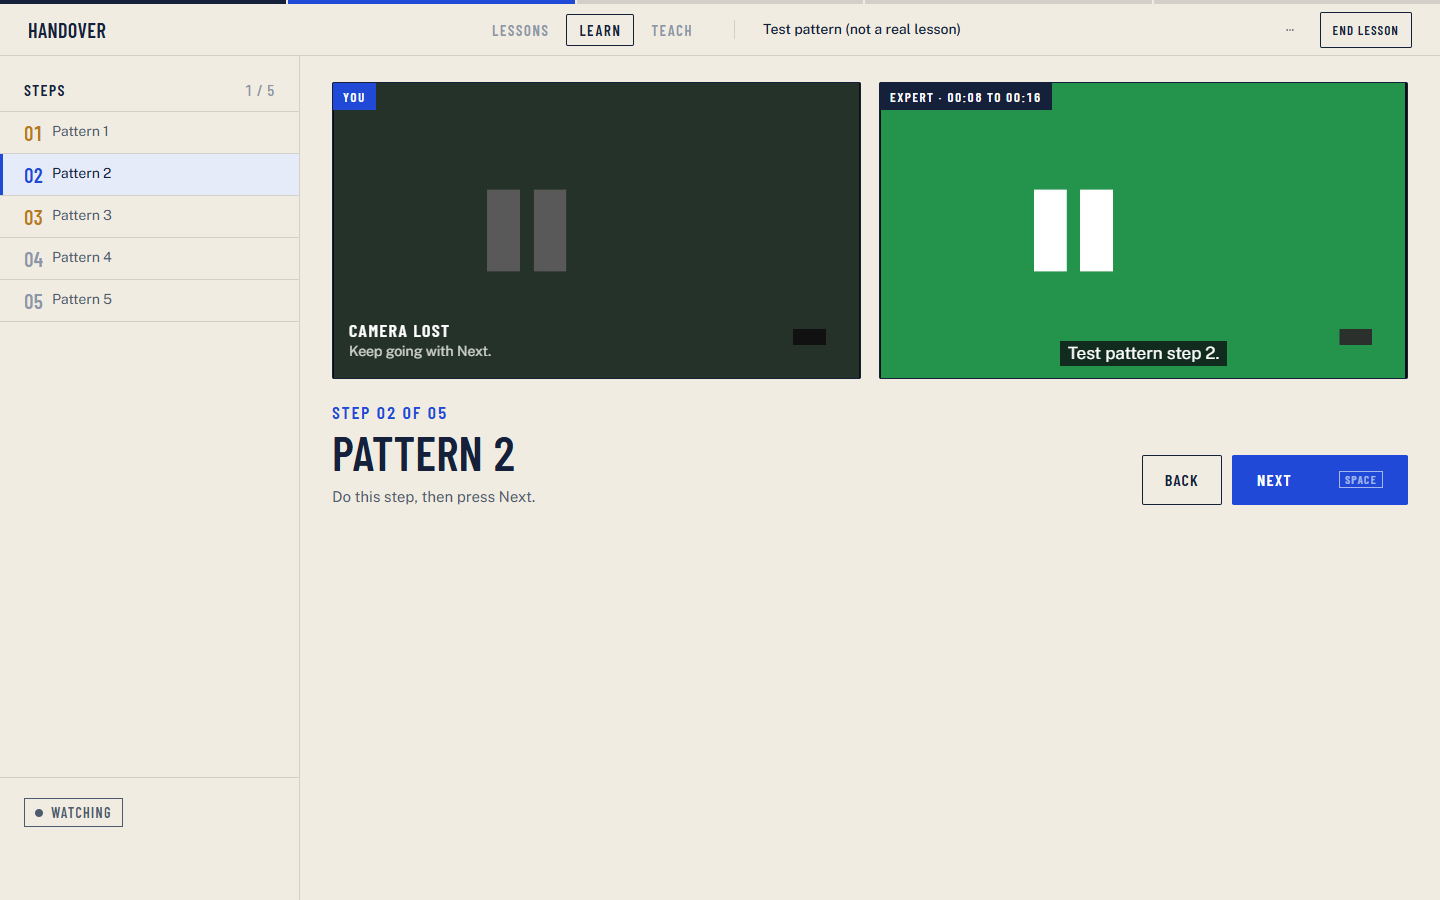 HANDOVER
LESSONS LEARN TEACH Test pattern (not a real lesson) ... END LESSON
STEPS 1 / 5
01 Pattern 1
02 Pattern 2
03 Pattern 3
04 Pattern 4
05 Pattern 5
WATCHING
YOU
CAMERA LOST
Keep going with Next.
EXPERT · 00:08 TO 00:16
Test pattern step 2.
STEP 02 OF 05
PATTERN 2
Do this step, then press Next.
BACK NEXT SPACE